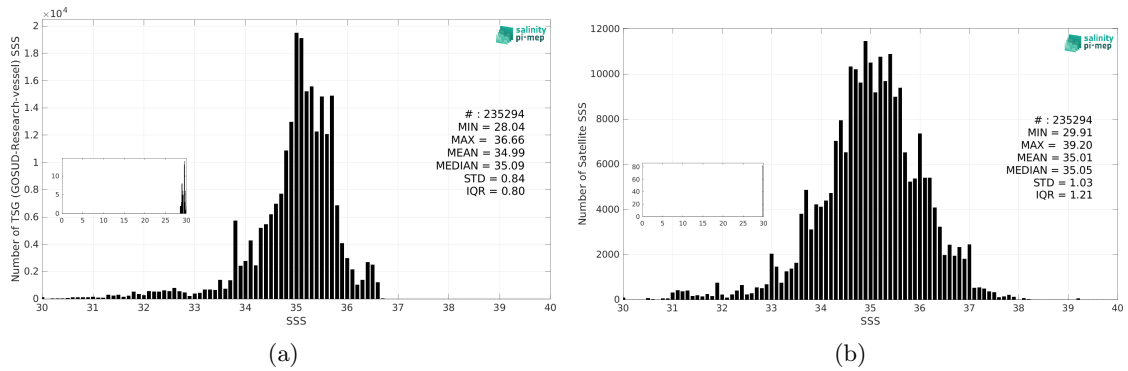 ×10⁴
2
1.8
1.6
1.4
1.2
1
0.8
0.6
0.4
0.2
0
Number of TSG (GOSUD-Research-vessel) SSS
30 31 32 33 34 35 36 37 38 39 40
SSS
salinity
pi-mep
# : 235294
MIN = 28.04
MAX = 36.66
MEAN = 34.99
MEDIAN = 35.09
STD = 0.84
IQR = 0.80
10
5
0
0 5 10 15 20 25 30
(a)
12000
10000
8000
6000
4000
2000
0
Number of Satellite SSS
30 31 32 33 34 35 36 37 38 39 40
SSS
salinity
pi-mep
# : 235294
MIN = 29.91
MAX = 39.20
MEAN = 35.01
MEDIAN = 35.05
STD = 1.03
IQR = 1.21
80
60
40
20
0
0 5 10 15 20 25 30
(b)